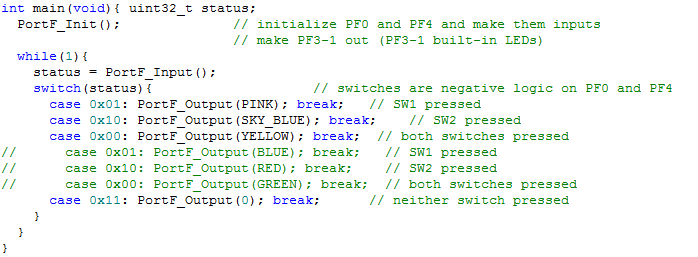 int main(void){ uint32_t status;
  PortF_Init();              // initialize PF0 and PF4 and make them inputs
                             // make PF3-1 out (PF3-1 built-in LEDs)
  while(1){
    status = PortF_Input();
    switch(status){                    // switches are negative logic on PF0 and PF4
      case 0x01: PortF_Output(PINK); break;   // SW1 pressed
      case 0x10: PortF_Output(SKY_BLUE); break;    // SW2 pressed
      case 0x00: PortF_Output(YELLOW); break;  // both switches pressed
//      case 0x01: PortF_Output(BLUE); break;   // SW1 pressed
//      case 0x10: PortF_Output(RED); break;    // SW2 pressed
//      case 0x00: PortF_Output(GREEN); break;  // both switches pressed
      case 0x11: PortF_Output(0); break;      // neither switch pressed
    }
  }
}